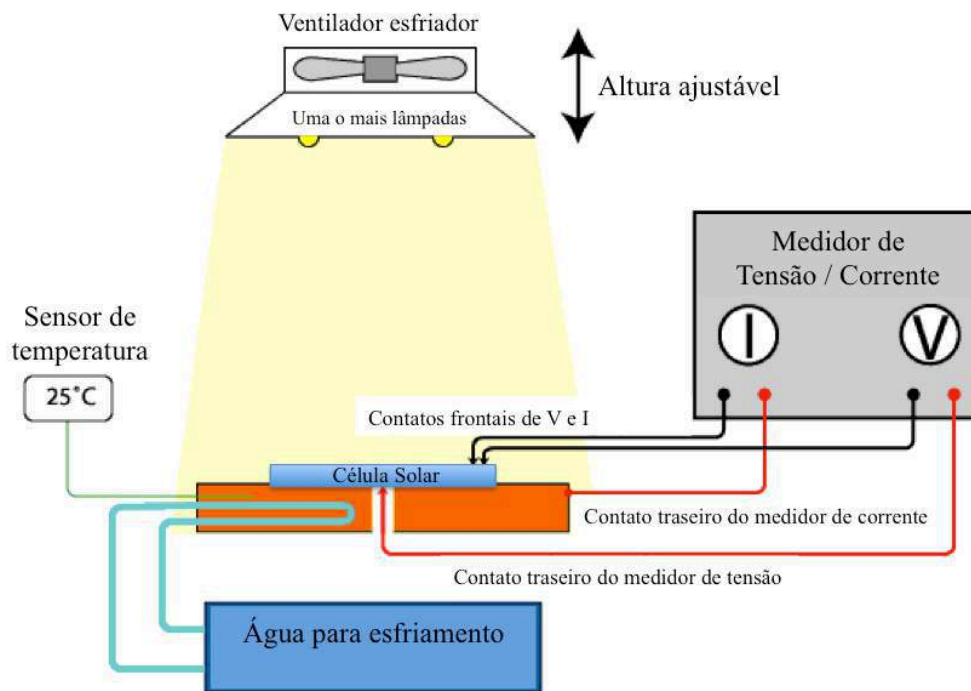 Ventilador esfriador
Altura ajustável
Uma o mais lâmpadas
Medidor de
Tensão / Corrente
I
V
Sensor de
temperatura
25°C
Contatos frontais de V e I
Célula Solar
Contato traseiro do medidor de corrente
Contato traseiro do medidor de tensão
Água para esfriamento